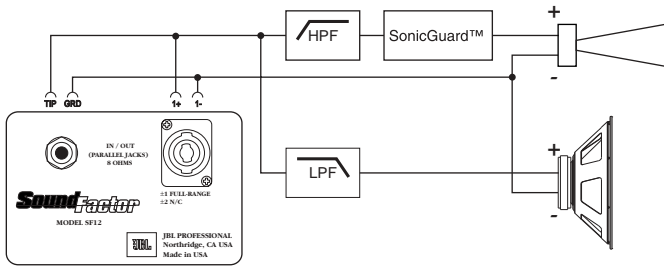 +
HPF
SonicGuard™
-
TIP
GRD
1+
1-
IN / OUT
(PARALLEL JACKS)
8 OHMS
LPF
+
-
±1 FULL-RANGE
±2 N/C
SoundFactor
MODEL SF12
JBL
JBL PROFESSIONAL
Northridge, CA USA
Made in USA